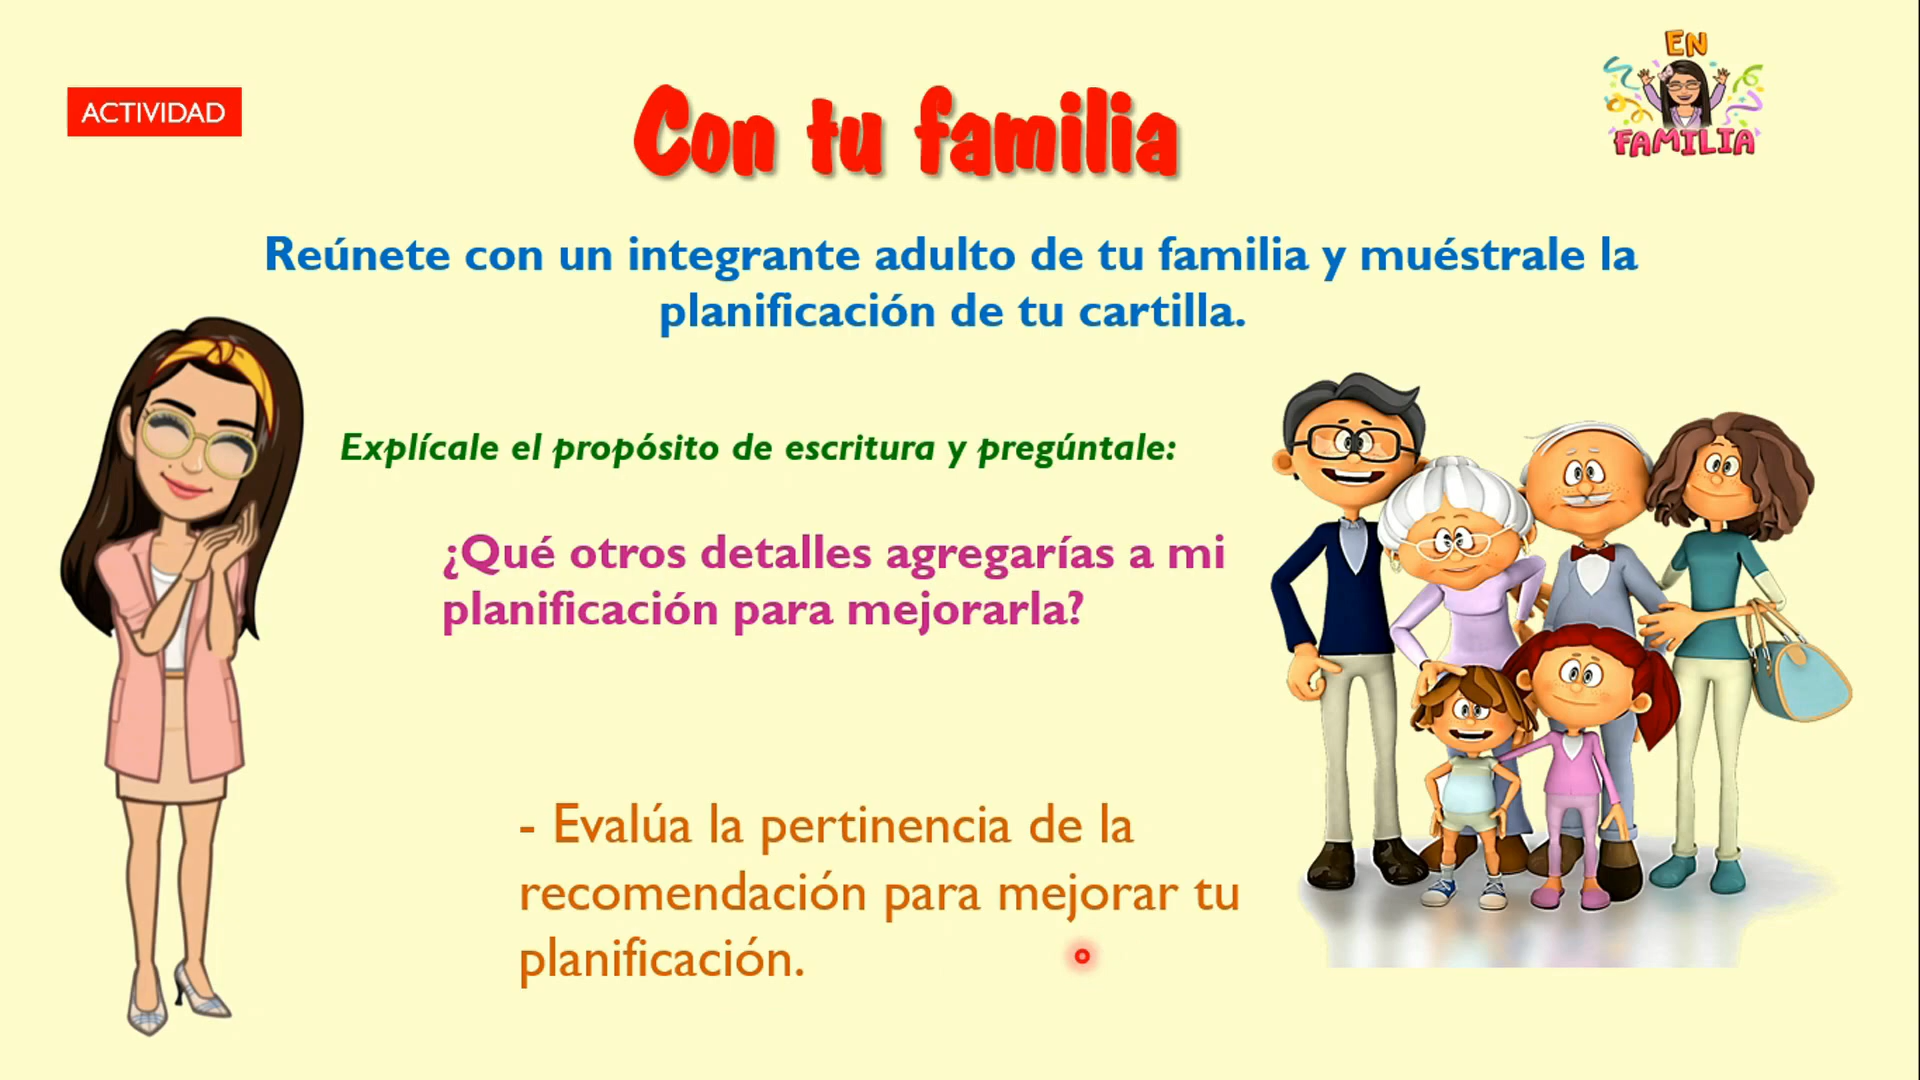 ACTIVIDAD
Con tu familia
EN
FAMILIA
Reúnete con un integrante adulto de tu familia y muéstrale la
planificación de tu cartilla.
Explícale el propósito de escritura y pregúntale:
¿Qué otros detalles agregarías a mi
planificación para mejorarla?
- Evalúa la pertinencia de la
recomendación para mejorar tu
planificación.